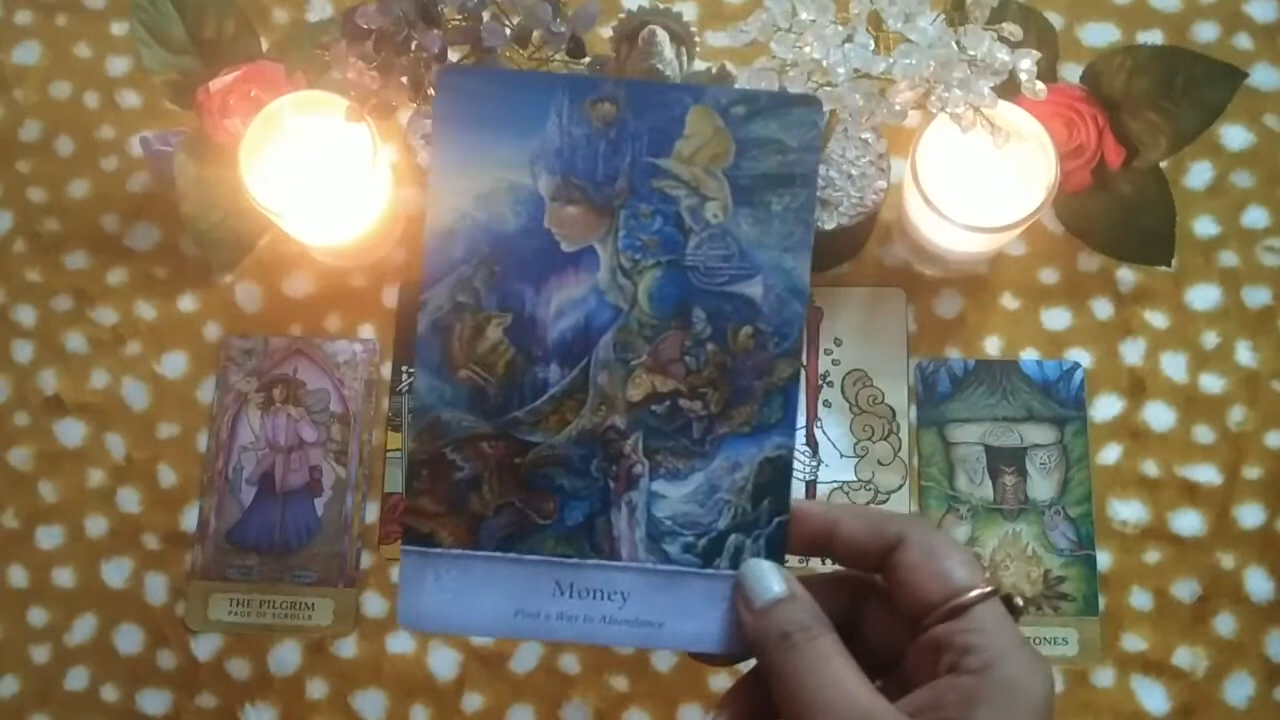 Money
Find a Way to Abundance
THE PILGRIM
PAGE OF SCROLLS
TONES